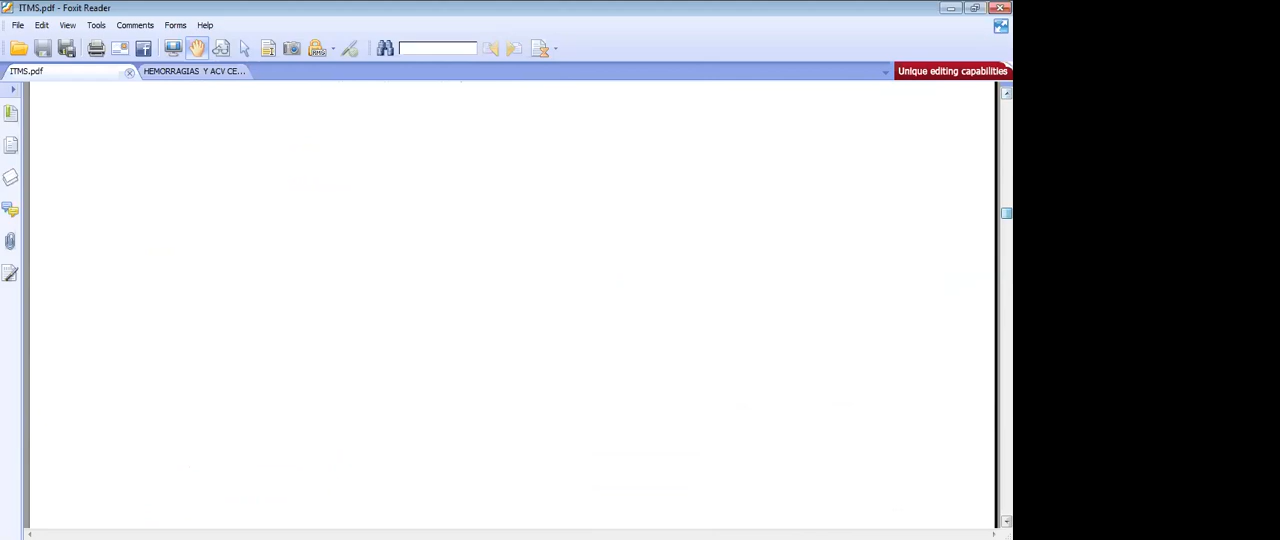 ITMS.pdf - Foxit Reader
File Edit View Tools Comments Forms Help
ITMS.pdf HEMORRAGIAS Y ACV CE... Unique editing capabilities